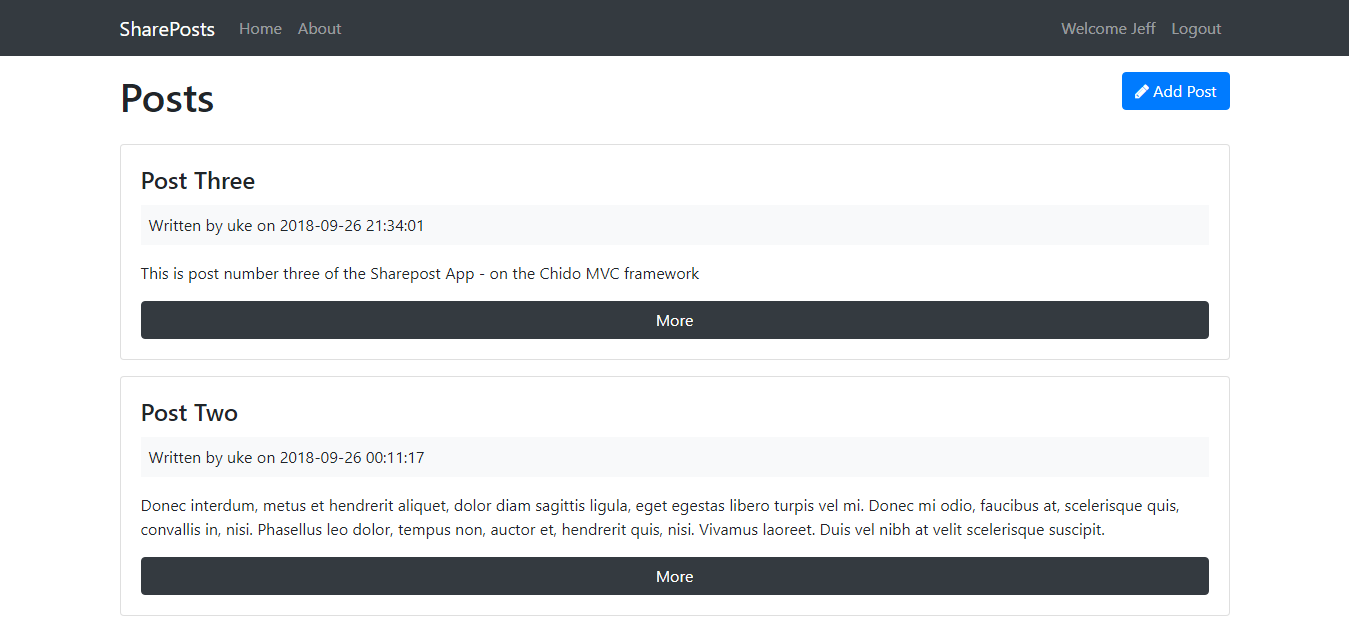 SharePosts Home About Welcome Jeff Logout
Posts
Add Post
Post Three
Written by uke on 2018-09-26 21:34:01
This is post number three of the Sharepost App - on the Chido MVC framework
More
Post Two
Written by uke on 2018-09-26 00:11:17
Donec interdum, metus et hendrerit aliquet, dolor diam sagittis ligula, eget egestas libero turpis vel mi. Donec mi odio, faucibus at, scelerisque quis,
convallis in, nisi. Phasellus leo dolor, tempus non, auctor et, hendrerit quis, nisi. Vivamus laoreet. Duis vel nibh at velit scelerisque suscipit.
More